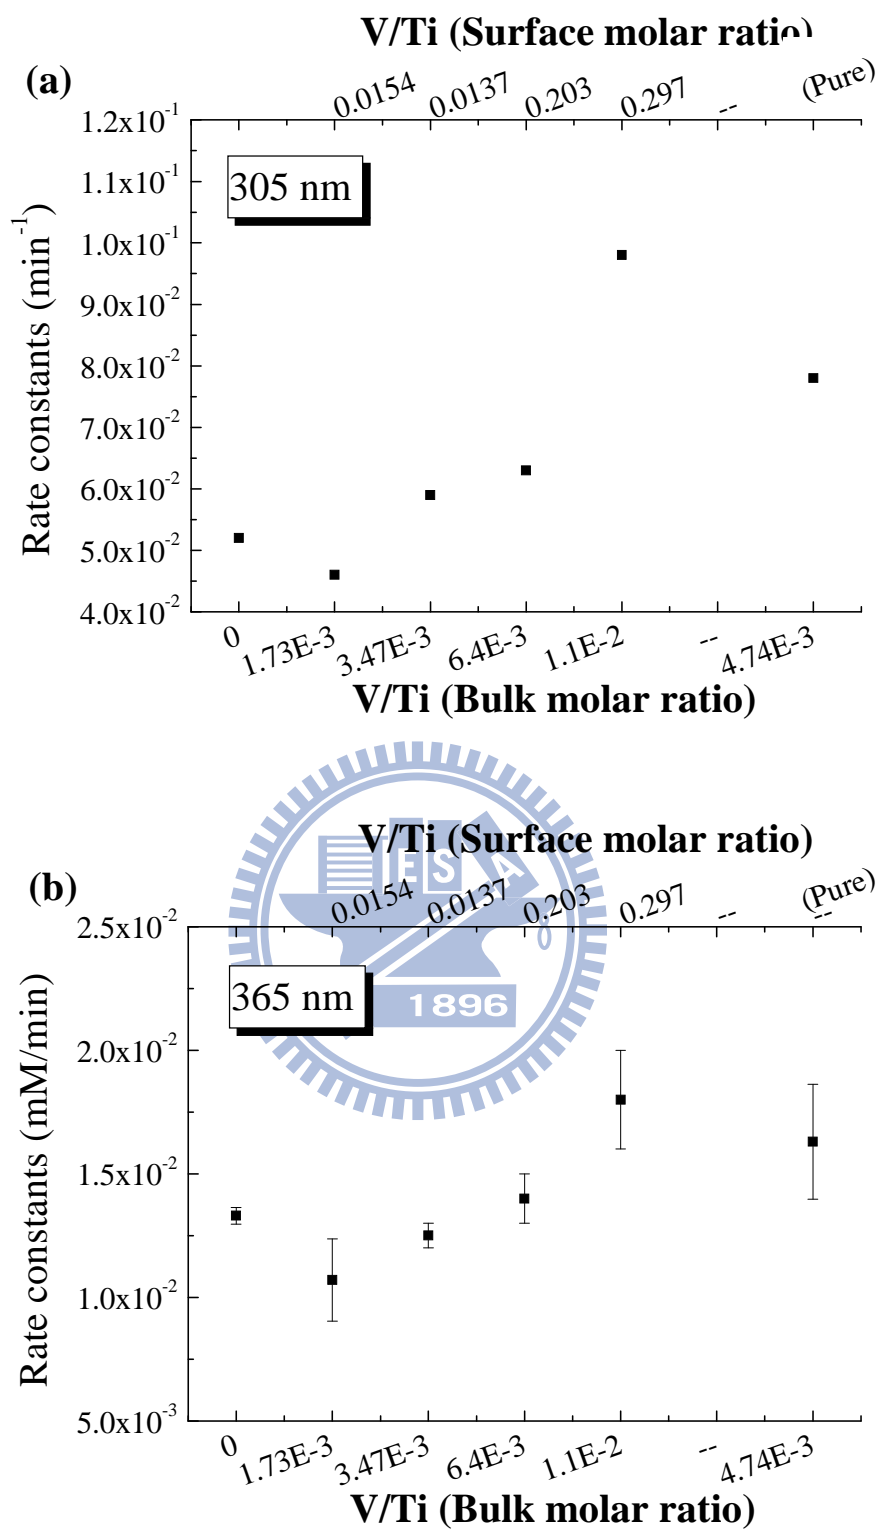 V/Ti (Surface molar ratio)
(a)
0.0154 0.0137 0.203 0.297 -- (Pure)
1.2x10⁻¹
1.1x10⁻¹
1.0x10⁻¹
9.0x10⁻²
8.0x10⁻²
7.0x10⁻²
6.0x10⁻²
5.0x10⁻²
4.0x10⁻²
305 nm
Rate constants (min⁻¹)
0 1.73E-3 3.47E-3 6.4E-3 1.1E-2 -- 4.74E-3
V/Ti (Bulk molar ratio)
V/Ti (Surface molar ratio)
(b)
0.0154 0.0137 0.203 0.297 -- (Pure)
--
2.5x10⁻²
2.0x10⁻²
1.5x10⁻²
1.0x10⁻²
5.0x10⁻³
365 nm
Rate constants (mM/min)
E S A
1896
0 1.73E-3 3.47E-3 6.4E-3 1.1E-2 -- 4.74E-3
V/Ti (Bulk molar ratio)